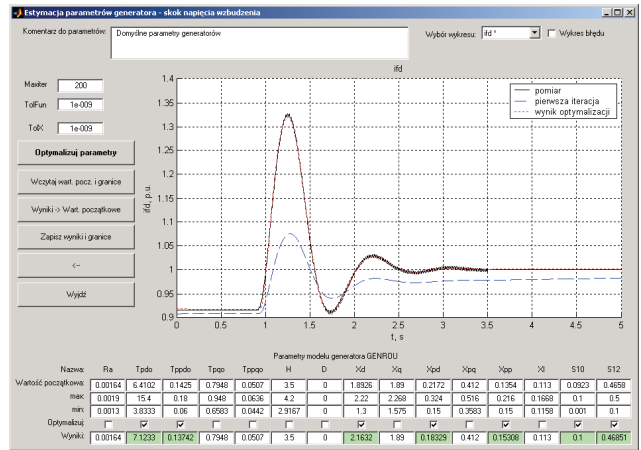 Estymacja parametrów generatora - skok napięcia wzbudzenia
Komentarz do parametrów: Domyślne parametry generatorów Wybór wykresu: ifd * Wykres błędu
Maxiter 200
TolFun 1e-009
TolX 1e-009
Optymalizuj parametry
Wczytaj wart. pocz. i granice
Wyniki -> Wart. początkowe
Zapisz wyniki i granice
<--
Wyjdź
ifd
pomiar
pierwsza iteracja
wynik optymalizacji
ifd, p.u.
1.4
1.35
1.3
1.25
1.2
1.15
1.1
1.05
1
0.95
0.9
0 0.5 1 1.5 2 2.5 3 3.5 4 4.5 5
t, s
Parametry modelu generatora GENROU
Nazwa: Ra Tpdo Tppdo Tpqo Tppqo H D Xd Xq Xpd Xpq Xpp Xl S10 S12
Wartość początkowa: 0.00164 6.4102 0.1425 0.7948 0.0507 3.5 0 1.8926 1.89 0.2172 0.412 0.1354 0.113 0.0923 0.4658
max: 0.0019 15.4 0.18 0.948 0.0636 4.2 0 2.22 2.268 0.324 0.516 0.216 0.1668 0.1 0.5
min: 0.0013 3.8333 0.06 0.6583 0.0442 2.9167 0 1.3 1.575 0.15 0.3583 0.15 0.1158 0.001 0.1
Optymalizuj:
Wyniki: 0.00164 7.1233 0.13742 0.7948 0.0507 3.5 0 2.1632 1.89 0.18329 0.412 0.15308 0.113 0.1 0.46851